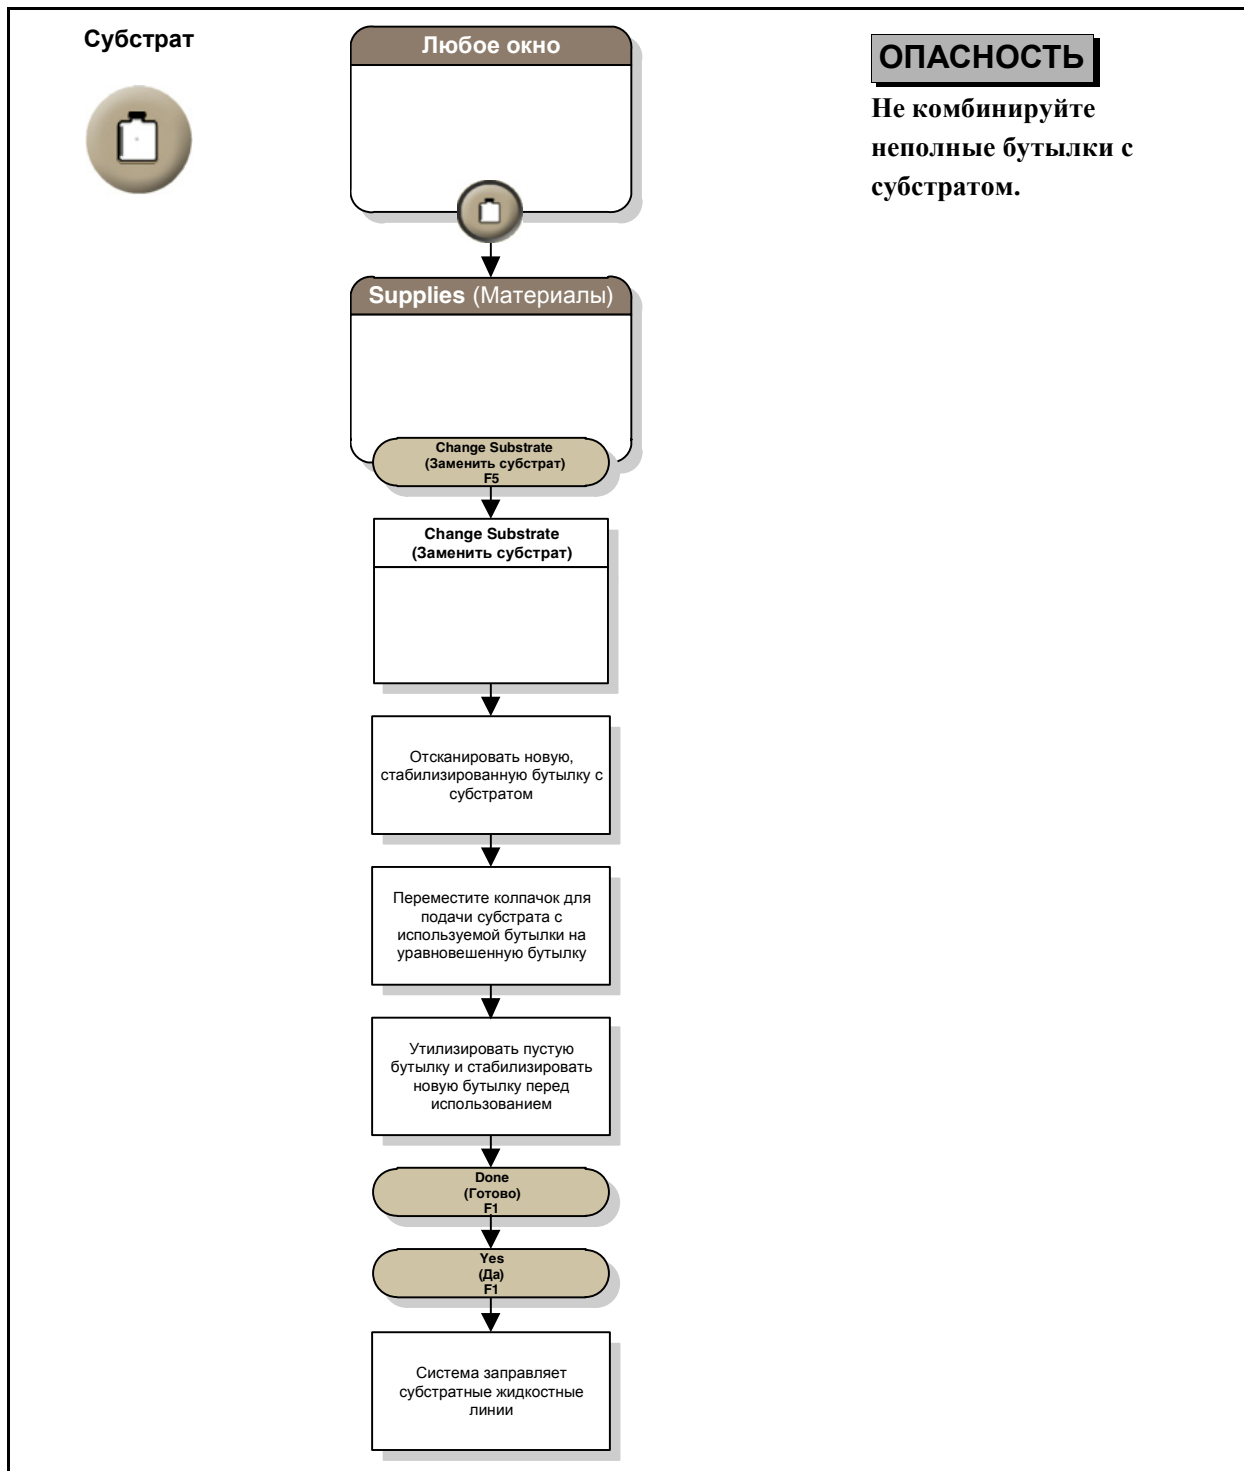 Субстрат
Любое окно
ОПАСНОСТЬ
Не комбинируйте
неполные бутылки с
субстратом.
Supplies (Материалы)
Change Substrate
(Заменить субстрат)
F5
Change Substrate
(Заменить субстрат)
Отсканировать новую,
стабилизированную бутылку с
субстратом
Переместите колпачок для
подачи субстрата с
используемой бутылки на
уравновешенную бутылку
Утилизировать пустую
бутылку и стабилизировать
новую бутылку перед
использованием
Done
(Готово)
F1
Yes
(Да)
F1
Система заправляет
субстратные жидкостные
линии